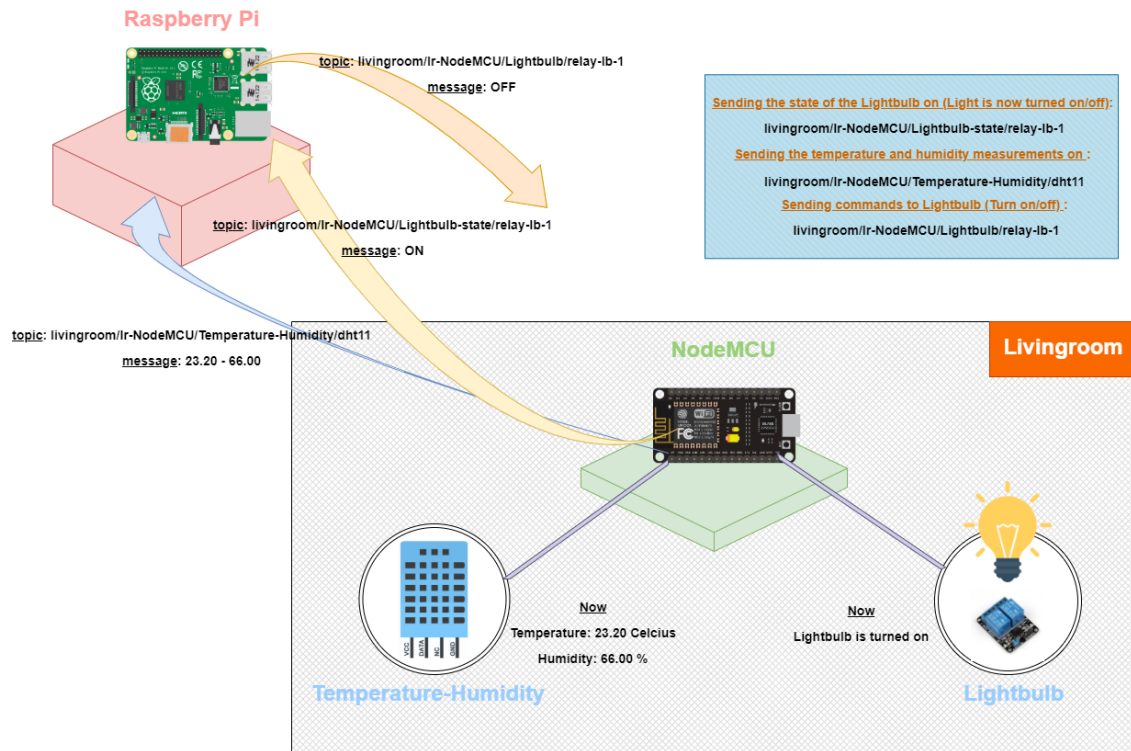 Raspberry Pi
topic: livingroom/lr-NodeMCU/Lightbulb/relay-lb-1
message: OFF
Sending the state of the Lightbulb on (Light is now turned on/off):
livingroom/lr-NodeMCU/Lightbulb-state/relay-lb-1
Sending the temperature and humidity measurements on :
livingroom/lr-NodeMCU/Temperature-Humidity/dht11
Sending commands to Lightbulb (Turn on/off) :
livingroom/lr-NodeMCU/Lightbulb/relay-lb-1
topic: livingroom/lr-NodeMCU/Lightbulb-state/relay-lb-1
message: ON
topic: livingroom/lr-NodeMCU/Temperature-Humidity/dht11
message: 23.20 - 66.00
Livingroom
NodeMCU
WiFi
VCC
DATA
NC
GND
Now
Temperature: 23.20 Celcius
Humidity: 66.00 %
Now
Lightbulb is turned on
Temperature-Humidity
Lightbulb